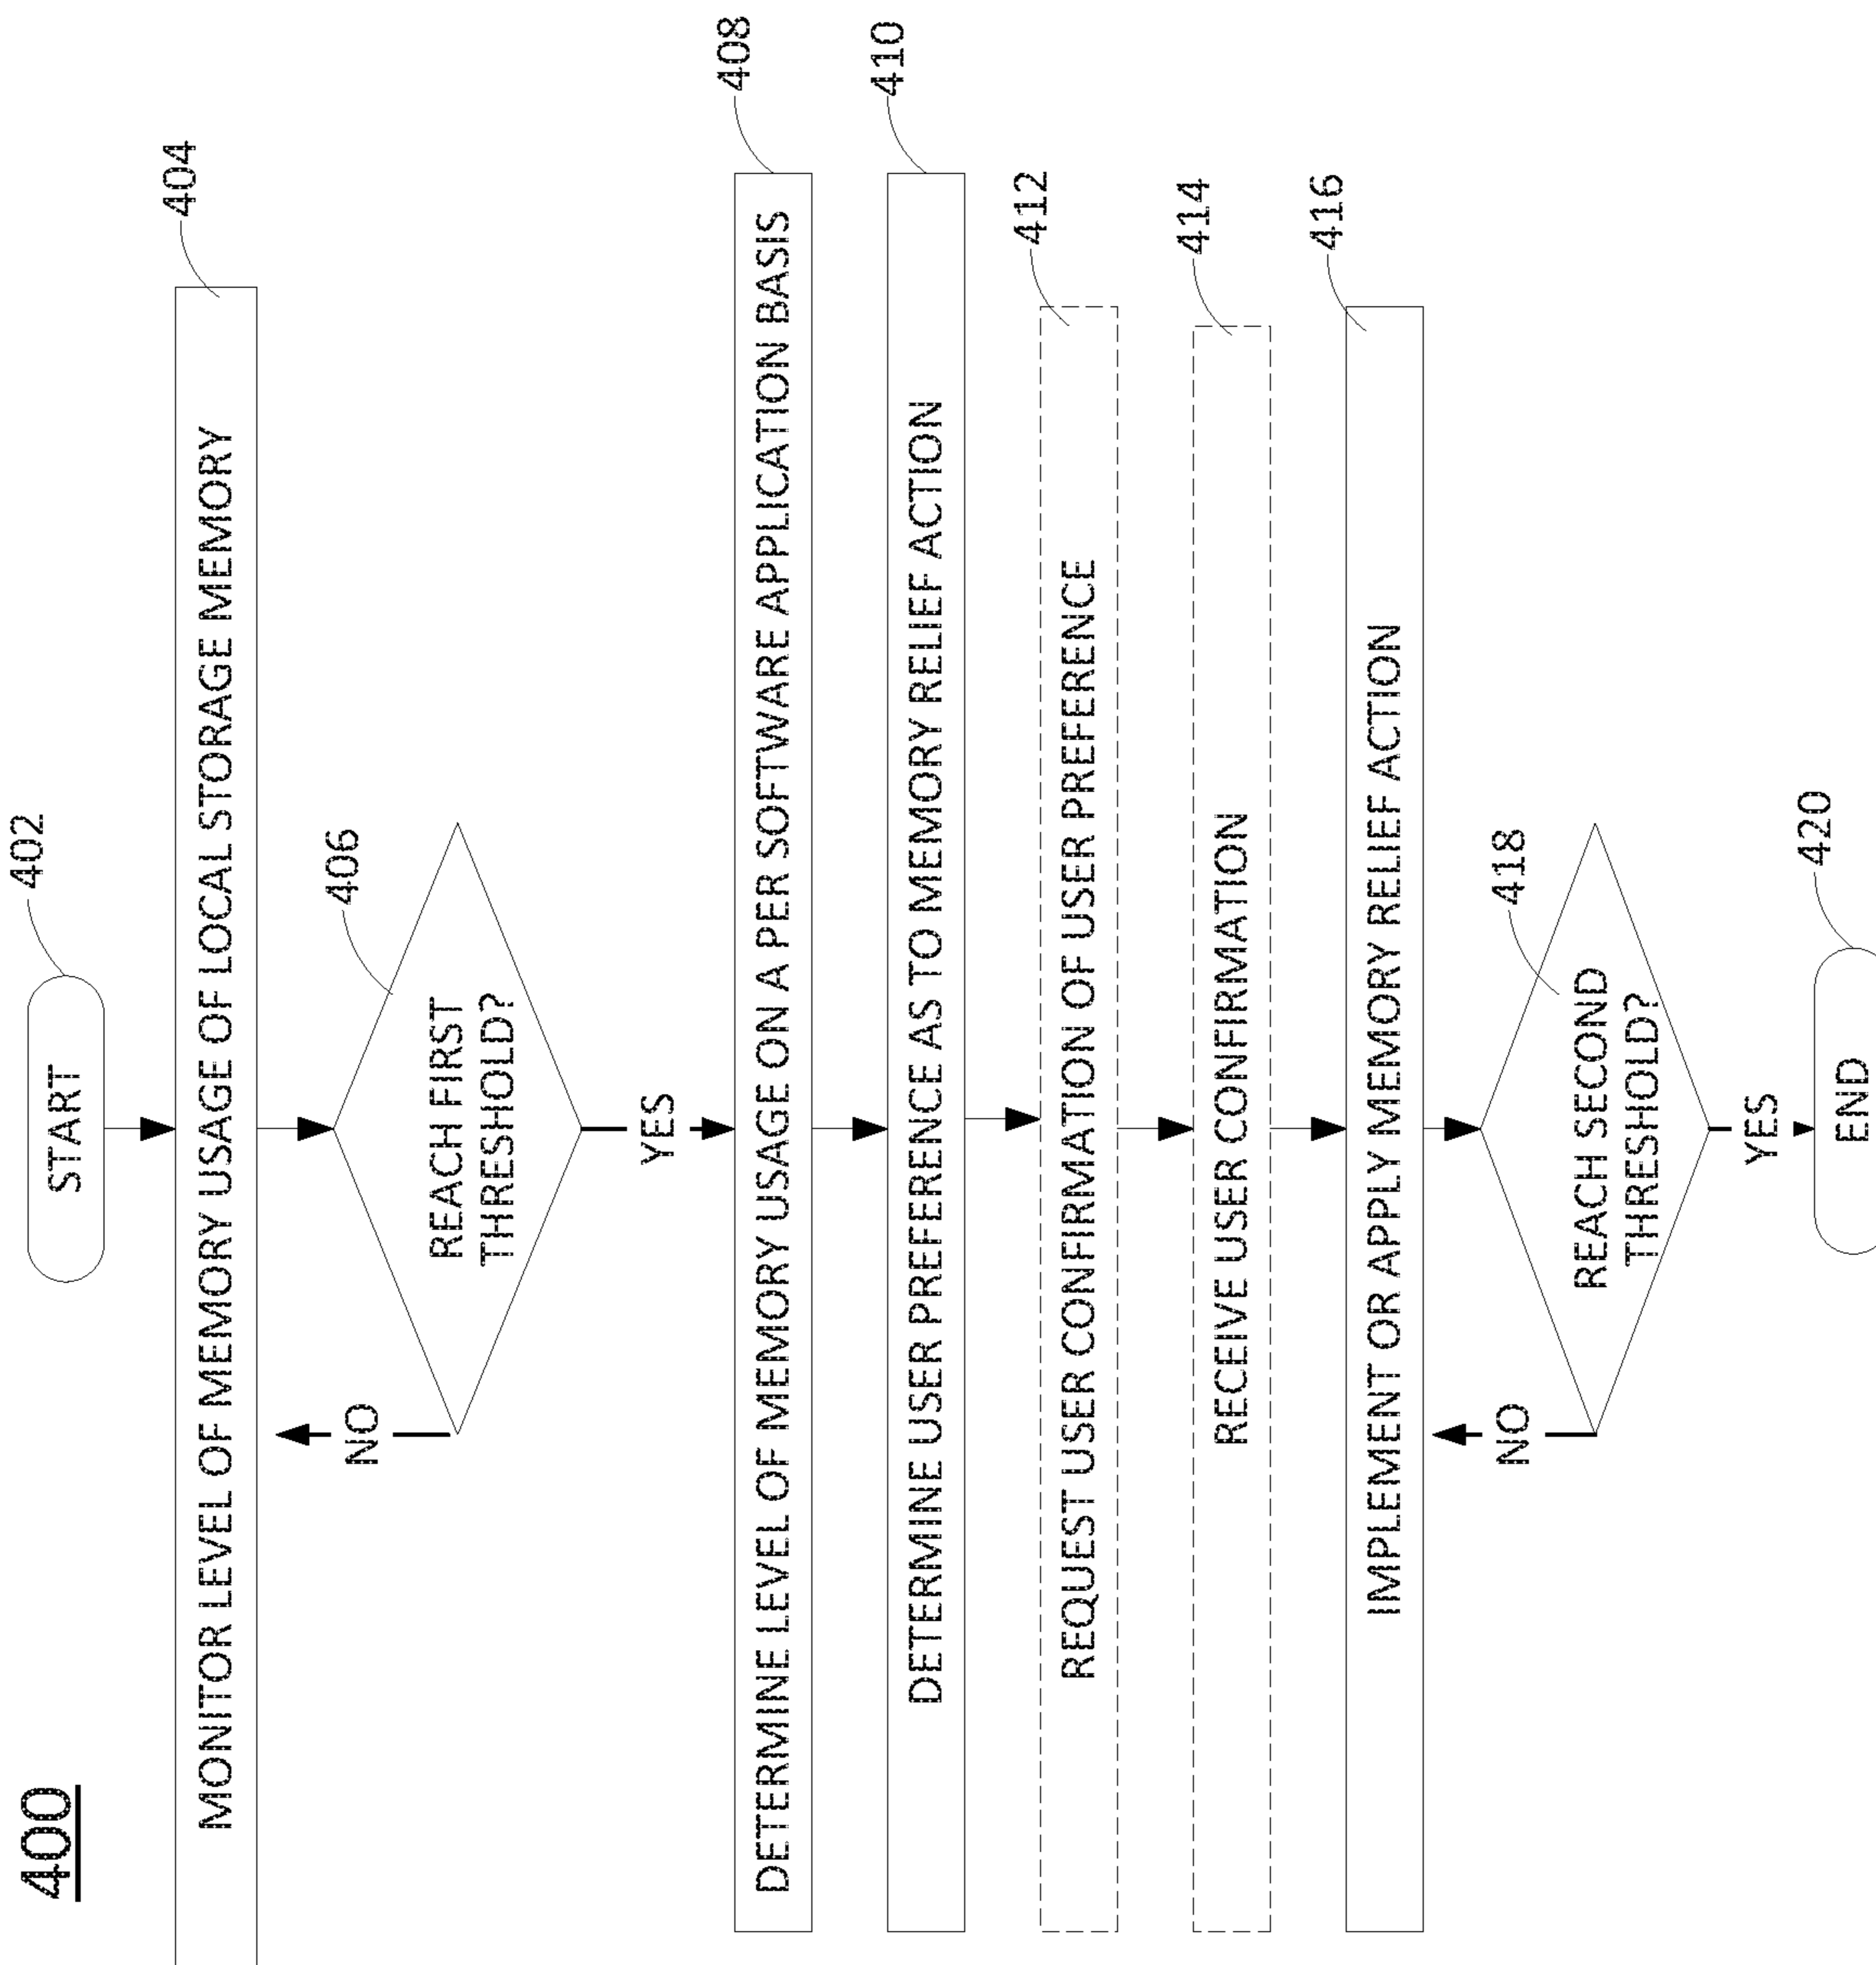 400
START
402
MONITOR LEVEL OF MEMORY USAGE OF LOCAL STORAGE MEMORY
404
406
REACH FIRST
THRESHOLD?
NO
YES
DETERMINE LEVEL OF MEMORY USAGE ON A PER SOFTWARE APPLICATION BASIS
408
DETERMINE USER PREFERENCE AS TO MEMORY RELIEF ACTION
410
REQUEST USER CONFIRMATION OF USER PREFERENCE
412
RECEIVE USER CONFIRMATION
414
IMPLEMENT OR APPLY MEMORY RELIEF ACTION
416
418
REACH SECOND
THRESHOLD?
NO
YES
END
420